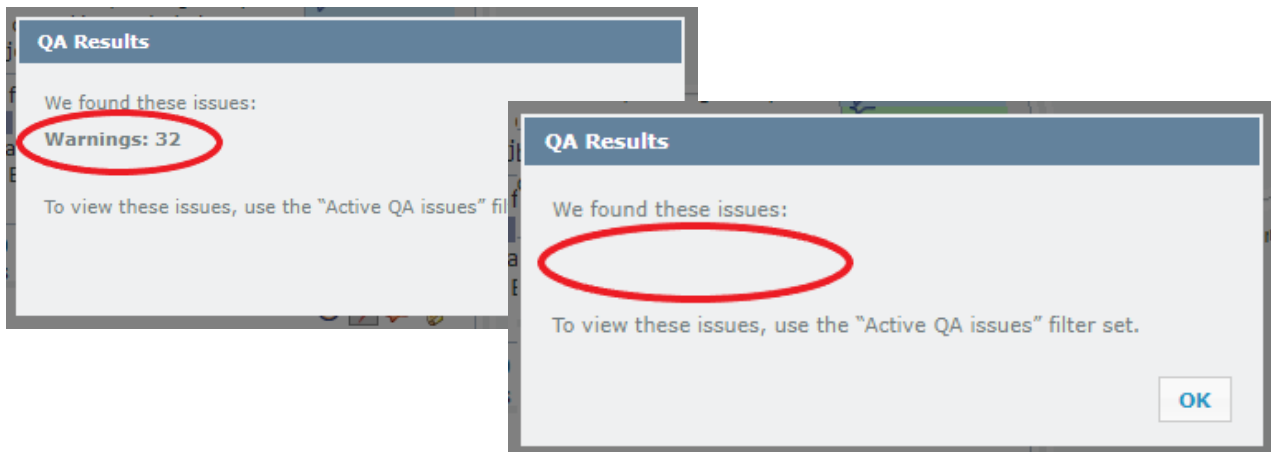 QA Results
We found these issues:
Warnings: 32
To view these issues, use the “Active QA issues” fil
QA Results
We found these issues:
To view these issues, use the “Active QA issues” filter set.
OK